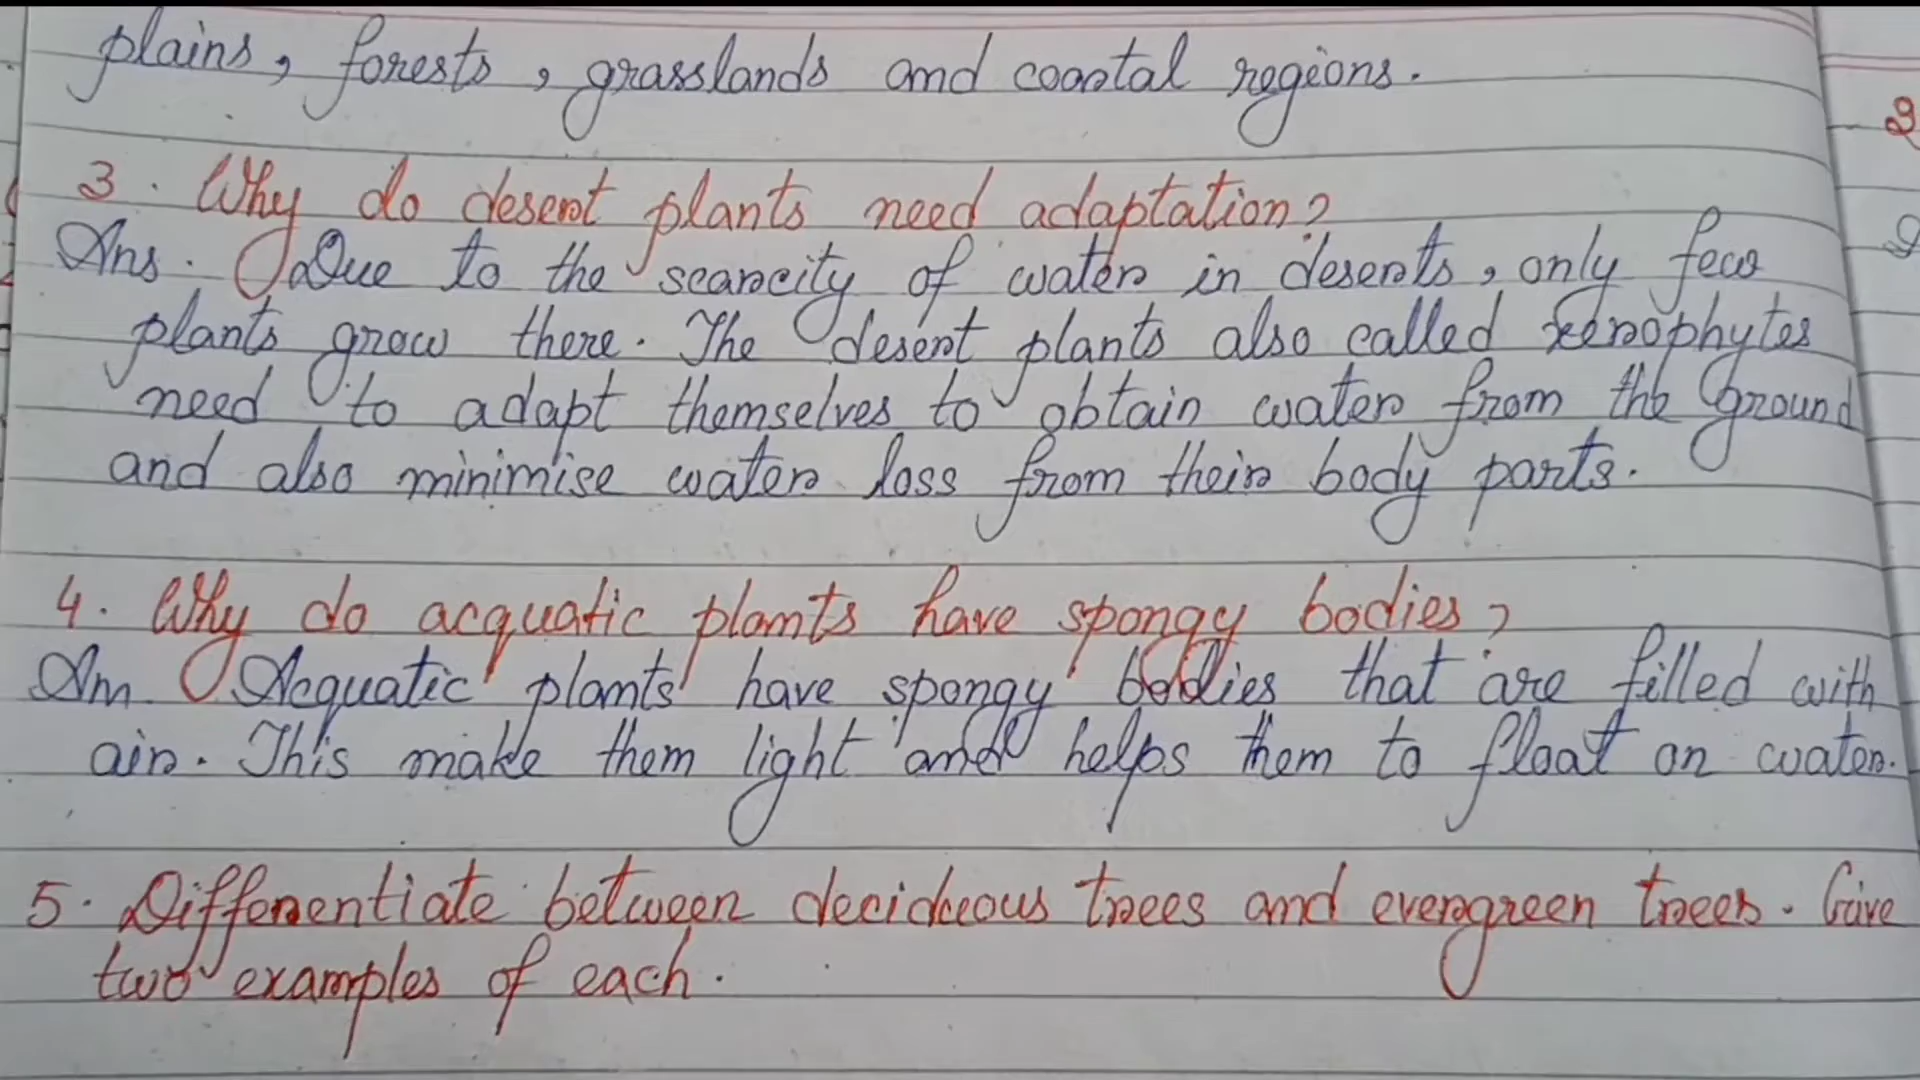 plains, forests, grasslands and coastal regions.
3. Why do desert plants need adaptation?
Ans. Due to the scarcity of water in deserts, only few
plants grow there. The desert plants also called xerophytes
need to adapt themselves to obtain water from the ground
and also minimise water loss from their body parts.
4. Why do acquatic plants have spongy bodies?
Ans Acquatic plants have spongy bodies that are filled with
air. This make them light and helps them to float on water.
5. Differentiate between decideous trees and evergreen trees. Give
two examples of each.